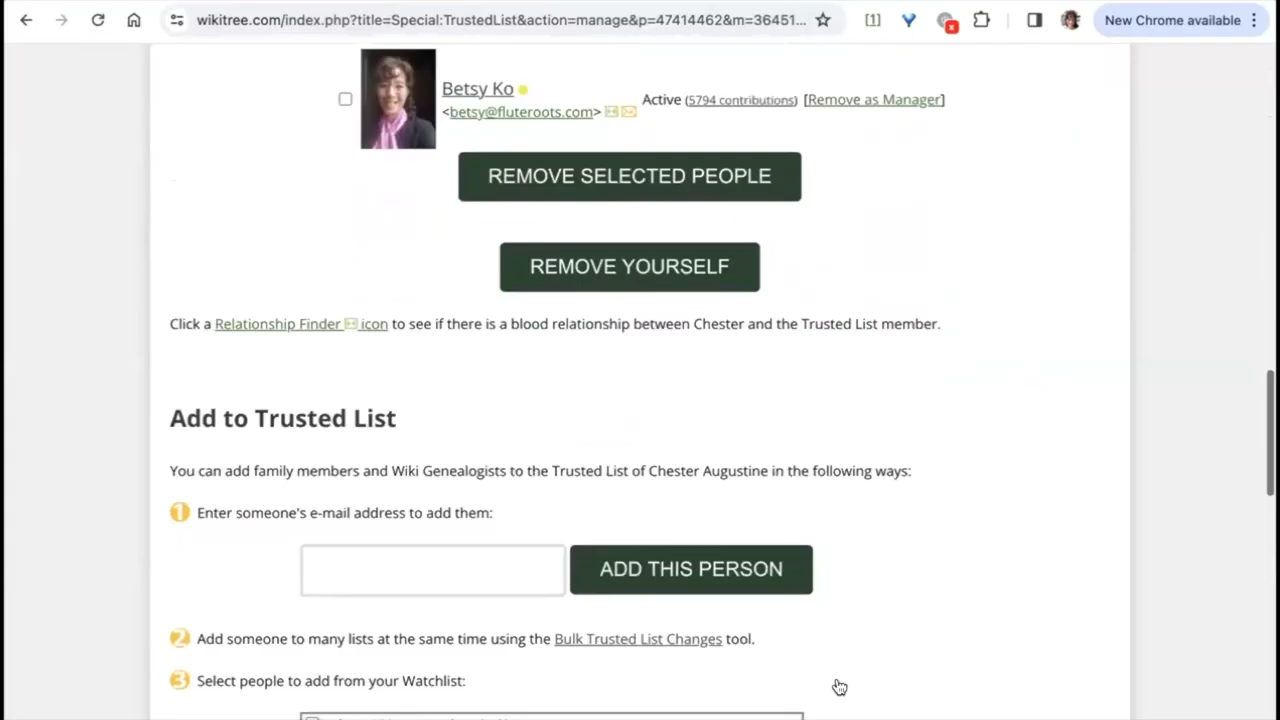 wikitree.com/index.php?title=Special:TrustedList&action=manage&p=47414462&m=36451...
New Chrome available
Betsy Ko
<betsy@fluteroots.com>
Active (5794 contributions) [Remove as Manager]
REMOVE SELECTED PEOPLE
REMOVE YOURSELF
Click a Relationship Finder icon to see if there is a blood relationship between Chester and the Trusted List member.
Add to Trusted List
You can add family members and Wiki Genealogists to the Trusted List of Chester Augustine in the following ways:
1 Enter someone's e-mail address to add them:
ADD THIS PERSON
2 Add someone to many lists at the same time using the Bulk Trusted List Changes tool.
3 Select people to add from your Watchlist: